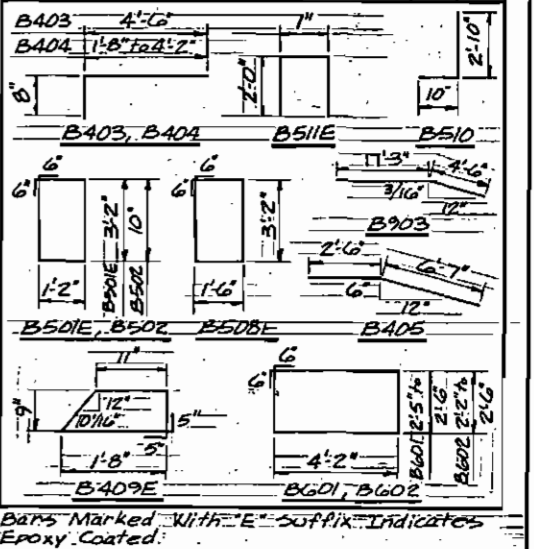 B403 4'-6"
B404 1'-8" to 4'-2"
8"
B403, B404
1"
2'-0"
B511E
2'-10"
10"
B510
6"
6"
B501E 3'-2"
B502 10"
1'-2"
B501E, B502
6"
6"
3'-2"
1'-6"
B508E
17'-3" 4'-6"
3/16"
12"
B903
2'-6" 6'-7"
6"
12"
B405
11"
9"
12"
10 9/16"
5"
5"
1'-8"
B409E
6"
6"
B601 2'-5" to 2'-6"
B602 2'-2" to 2'-6"
4'-2"
B601, B602
Bars Marked With "E" Suffix Indicates
Epoxy Coated.